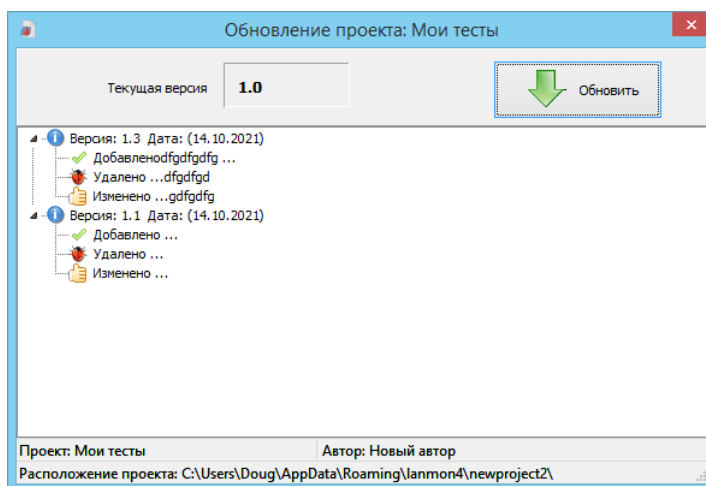 Обновление проекта: Мои тесты
Текущая версия 1.0 Обновить
Версия: 1.3 Дата: (14.10.2021)
Добавленоdfgdfgdfg ...
Удалено ...dfgdfgd
Изменено ...gdfgdfg
Версия: 1.1 Дата: (14.10.2021)
Добавлено ...
Удалено ...
Изменено ...
Проект: Мои тесты Автор: Новый автор
Расположение проекта: C:\Users\Doug\AppData\Roaming\lanmon4\newproject2\